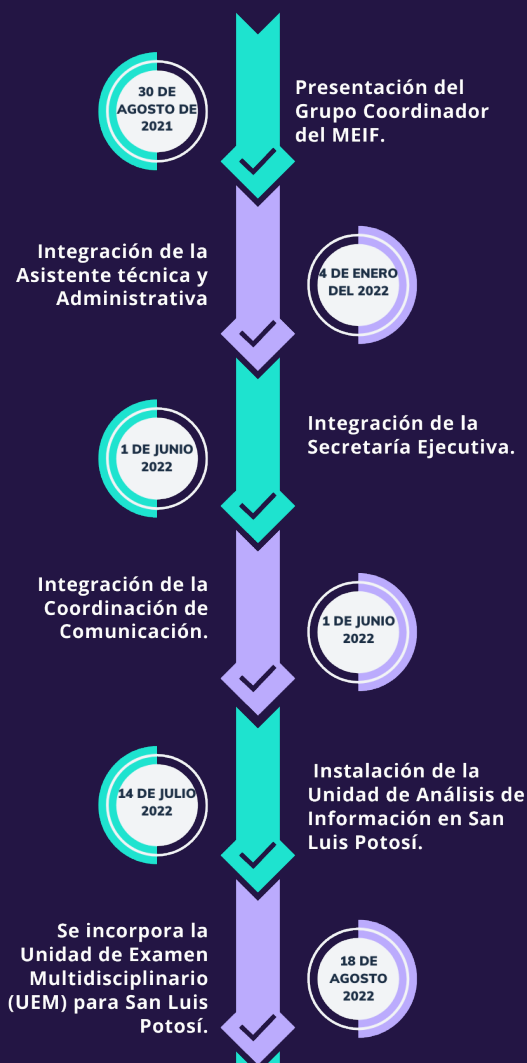 30 DE
AGOSTO DE
2021
Presentación del
Grupo Coordinador
del MEIF.
Integración de la
Asistente técnica y
Administrativa
4 DE ENERO
DEL 2022
1 DE JUNIO
2022
Integración de la
Secretaría Ejecutiva.
Integración de la
Coordinación de
Comunicación.
1 DE JUNIO
2022
14 DE JULIO
2022
Instalación de la
Unidad de Análisis de
Información en San
Luis Potosí.
Se incorpora la
Unidad de Examen
Multidisciplinario
(UEM) para San Luis
Potosí.
18 DE
AGOSTO
2022